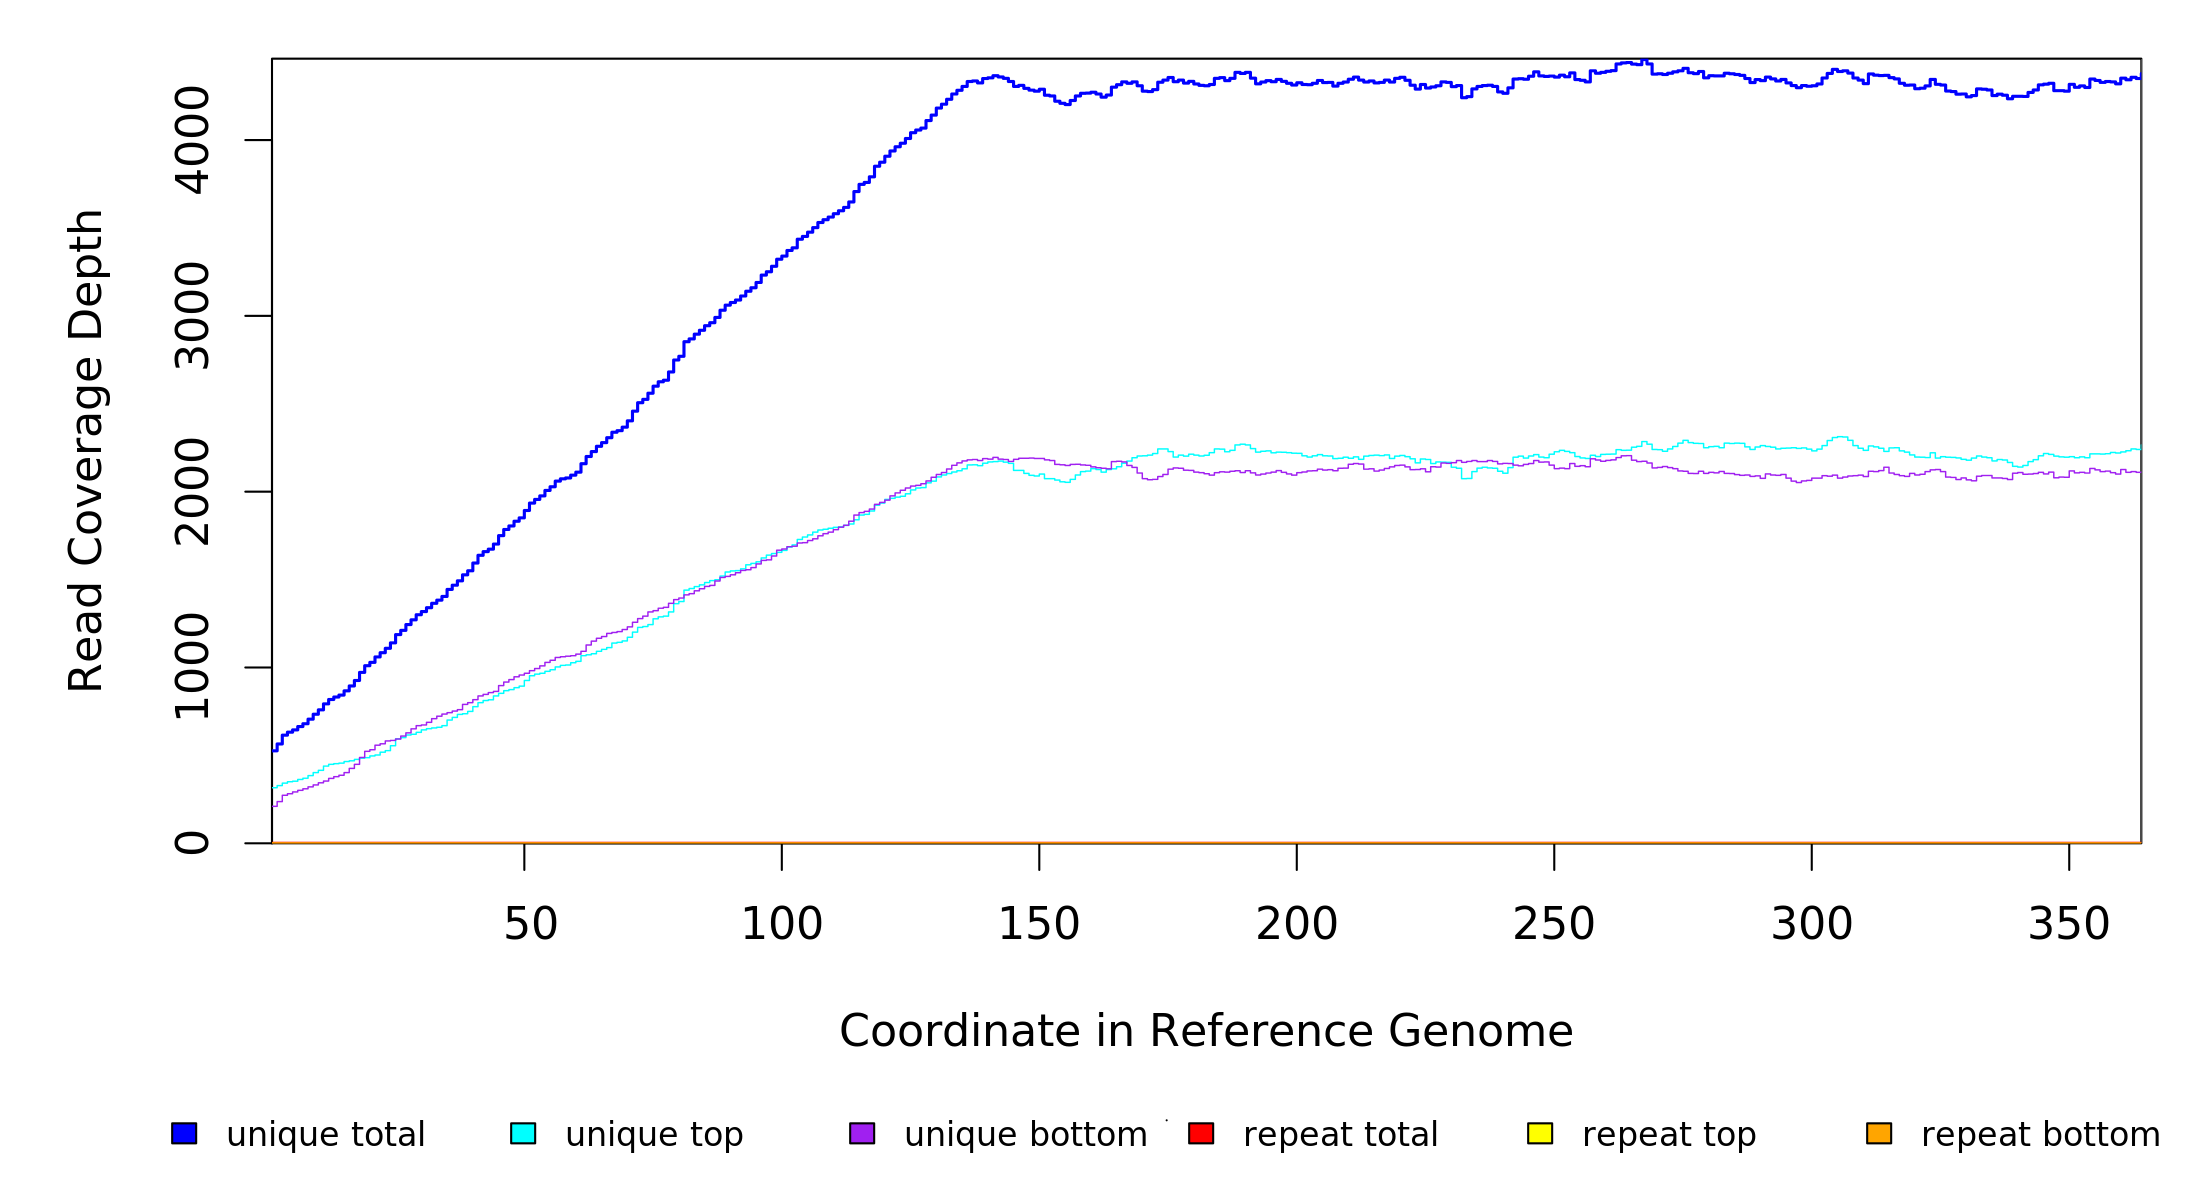 Read Coverage Depth
4000
3000
2000
1000
0
50 100 150 200 250 300 350
Coordinate in Reference Genome
unique total unique top unique bottom repeat total repeat top repeat bottom